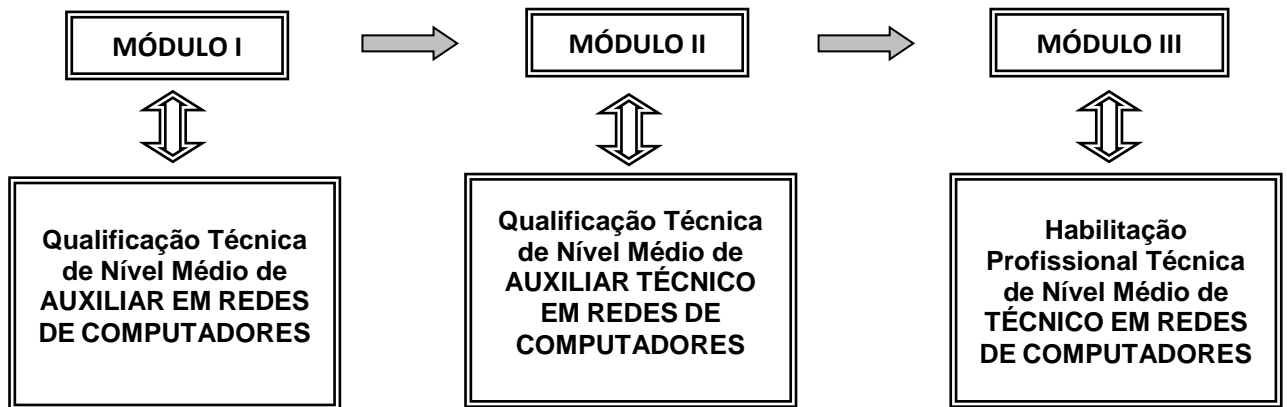 MÓDULO I
MÓDULO II
MÓDULO III
Qualificação Técnica
de Nível Médio de
AUXILIAR EM REDES
DE COMPUTADORES
Qualificação Técnica
de Nível Médio de
AUXILIAR TÉCNICO
EM REDES DE
COMPUTADORES
Habilitação
Profissional Técnica
de Nível Médio de
TÉCNICO EM REDES
DE COMPUTADORES